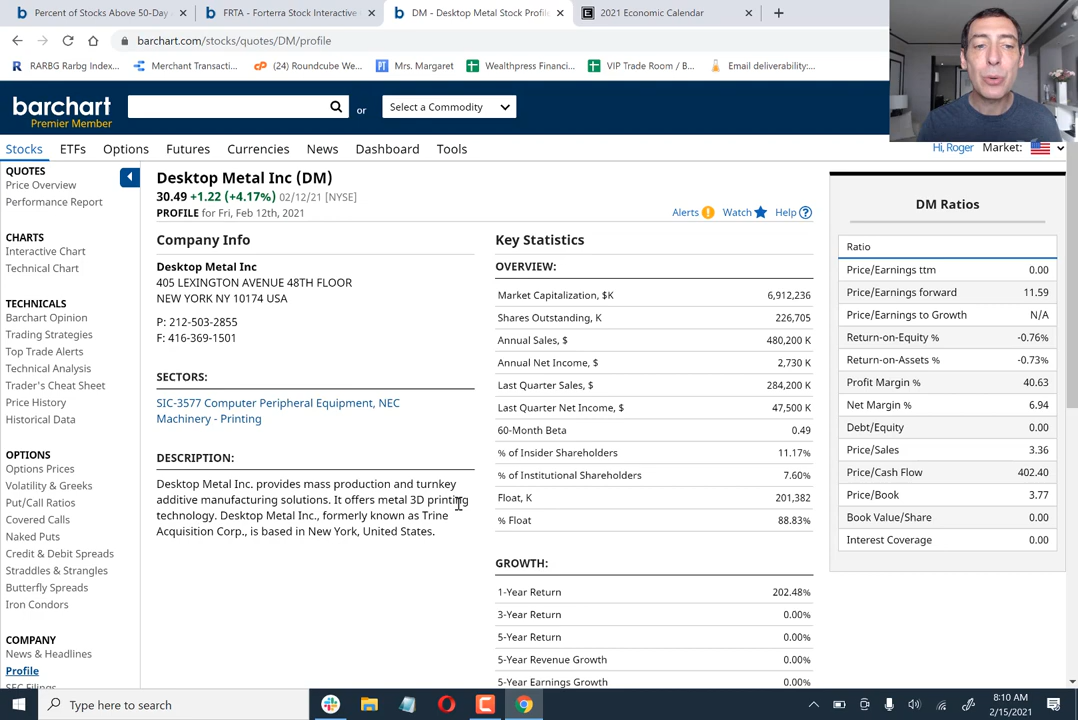 Percent of Stocks Above 50-Day
FRTA - Forterra Stock Interactive
DM - Desktop Metal Stock Profile
2021 Economic Calendar
barchart.com/stocks/quotes/DM/profile
RARBG Rarbg Index...
Merchant Transacti...
(24) Roundcube We...
Mrs. Margaret
Wealthpress Financi...
VIP Trade Room / B...
Email deliverability:...
barchart
Premier Member
or
Select a Commodity
Stocks
ETFs
Options
Futures
Currencies
News
Dashboard
Tools
Hi, Roger
Market:
QUOTES
Price Overview
Performance Report
CHARTS
Interactive Chart
Technical Chart
TECHNICALS
Barchart Opinion
Trading Strategies
Top Trade Alerts
Technical Analysis
Trader's Cheat Sheet
Price History
Historical Data
OPTIONS
Options Prices
Volatility & Greeks
Put/Call Ratios
Covered Calls
Naked Puts
Credit & Debit Spreads
Straddles & Strangles
Butterfly Spreads
Iron Condors
COMPANY
News & Headlines
Profile
SEC Filings
Desktop Metal Inc (DM)
30.49 +1.22 (+4.17%) 02/12/21 [NYSE]
PROFILE for Fri, Feb 12th, 2021
Alerts
Watch
Help
Company Info
Desktop Metal Inc
405 LEXINGTON AVENUE 48TH FLOOR
NEW YORK NY 10174 USA
P: 212-503-2855
F: 416-369-1501
SECTORS:
SIC-3577 Computer Peripheral Equipment, NEC
Machinery - Printing
DESCRIPTION:
Desktop Metal Inc. provides mass production and turnkey
additive manufacturing solutions. It offers metal 3D printing
technology. Desktop Metal Inc., formerly known as Trine
Acquisition Corp., is based in New York, United States.
Key Statistics
OVERVIEW:
Market Capitalization, $K 6,912,236
Shares Outstanding, K 226,705
Annual Sales, $ 480,200 K
Annual Net Income, $ 2,730 K
Last Quarter Sales, $ 284,200 K
Last Quarter Net Income, $ 47,500 K
60-Month Beta 0.49
% of Insider Shareholders 11.17%
% of Institutional Shareholders 7.60%
Float, K 201,382
% Float 88.83%
GROWTH:
1-Year Return 202.48%
3-Year Return 0.00%
5-Year Return 0.00%
5-Year Revenue Growth 0.00%
5-Year Earnings Growth 0.00%
DM Ratios
Ratio
Price/Earnings ttm 0.00
Price/Earnings forward 11.59
Price/Earnings to Growth N/A
Return-on-Equity % -0.76%
Return-on-Assets % -0.73%
Profit Margin % 40.63
Net Margin % 6.94
Debt/Equity 0.00
Price/Sales 3.36
Price/Cash Flow 402.40
Price/Book 3.77
Book Value/Share 0.00
Interest Coverage 0.00
Type here to search
8:10 AM
2/15/2021